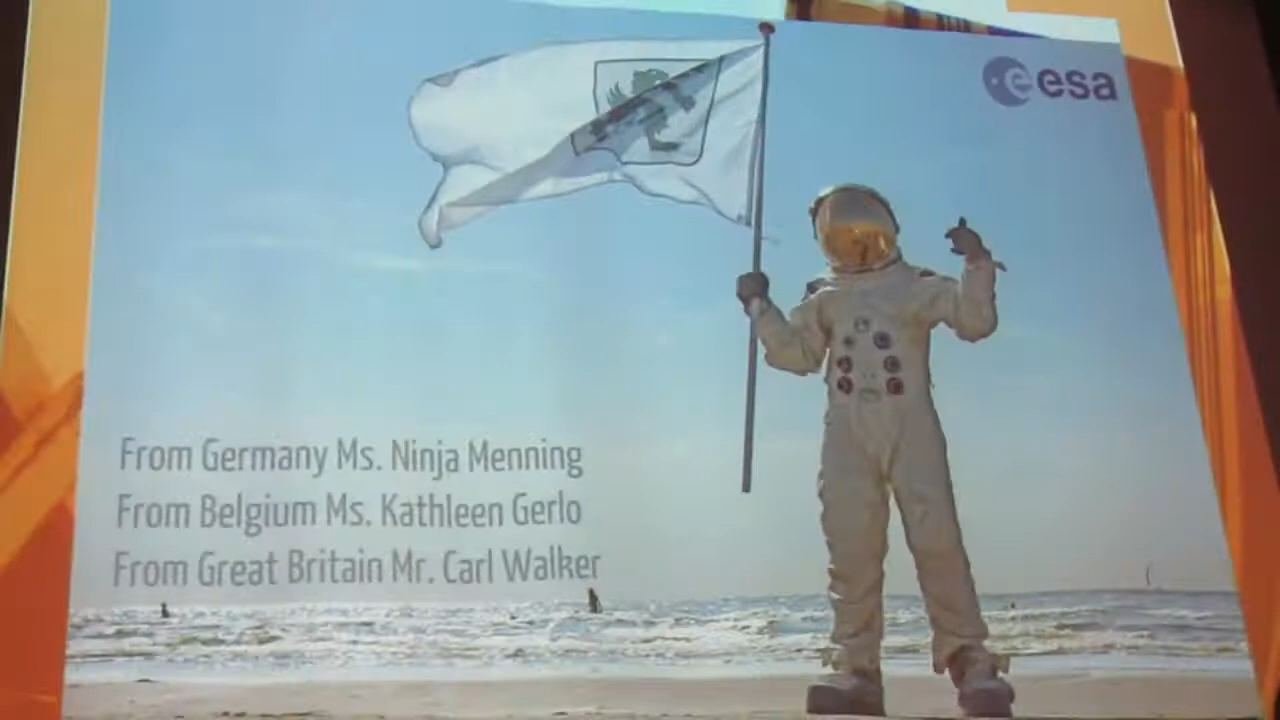 esa
From Germany Ms. Ninja Menning
From Belgium Ms. Kathleen Gerlo
From Great Britain Mr. Carl Walker